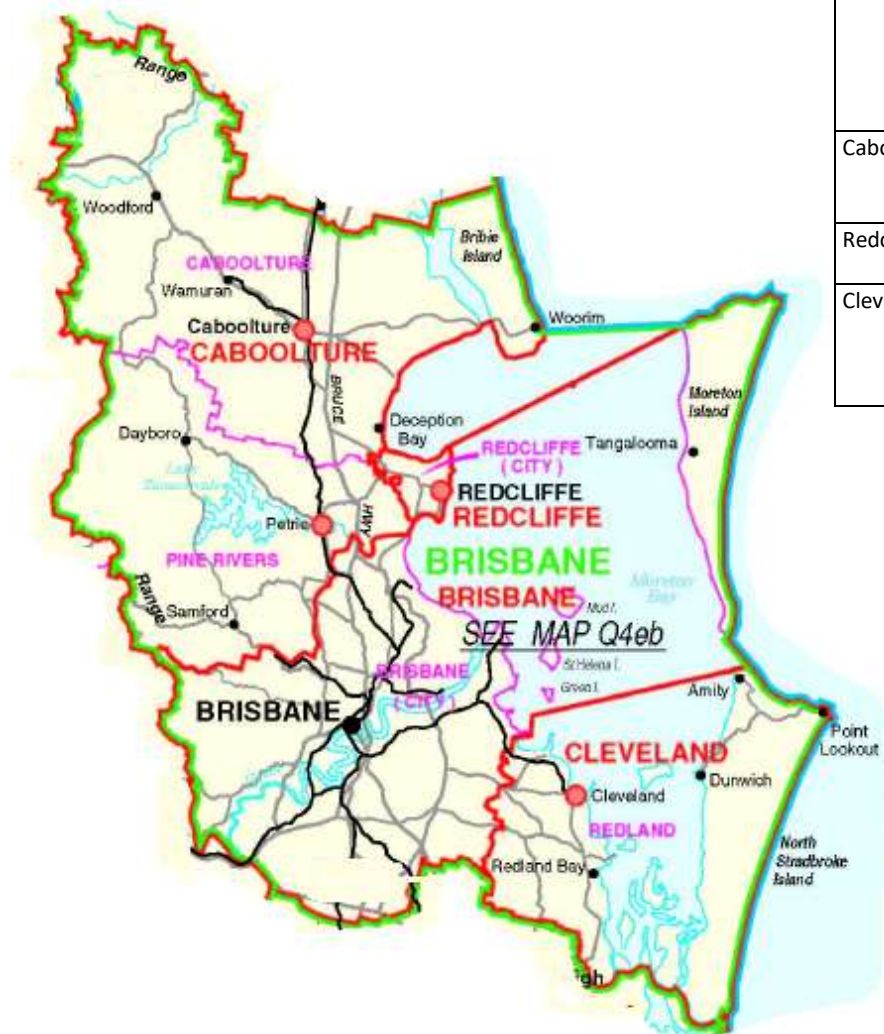 Range
Woodford
Bribie
Island
CABOOLTURE
Wamuran
Woorim
Caboolture
CABOOLTURE
BRUCE
Moreton
Island
Deception
Bay
Dayboro
REDCLIFFE
( CITY )
Tangalooma
Lake
REDCLIFFE
REDCLIFFE
Petrie
HWY
BRISBANE
PINE RIVERS
BRISBANE
Moreton
Bay
Range
Mud I.
Samford
SEE MAP Q4eb
St Helena I.
BRISBANE
( CITY )
Green I.
Amity
BRISBANE
Point
Lookout
CLEVELAND
Dunwich
Cleveland
REDLAND
North
Stradbroke
Island
Redland Bay
gh
Cabo
Redc
Clev